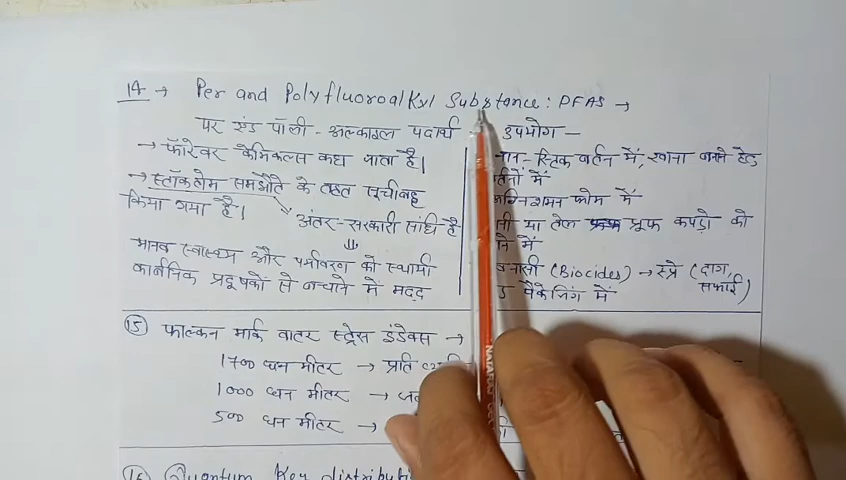 14 → Per and Polyfluoroalkyl Substance: PFAS →
पर एंड पॉली - अल्काइल पदार्थ
→ फॉरेवर केमिकल्स कहा जाता है।
→ स्टॉकहोम समझौते के तहत सूचीबद्ध
किया गया है।
अंतर-सरकारी संधि है
मानव स्वास्थ्य और पर्यावरण को स्थायी
कार्बनिक प्रदूषकों से बचाने में मदद
उपयोग —
स्तिक बर्तन में, खाना बनाने हेतु
में
अग्निशमन फोम में
या तेल प्रूफ कपड़ो को
में
(Biocides) → स्प्रे (दाग, सफाई)
पैकेजिंग में
15 फाल्कन मार्क वाटर स्ट्रेस इंडेक्स →
1700 घन मीटर → प्रति
1000 घन मीटर →
500 घन मीटर →
16 Quantum Key